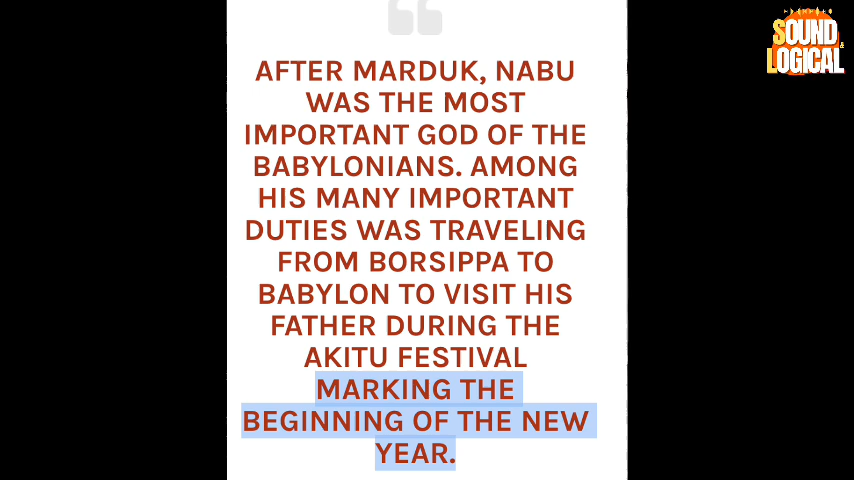 SOUND
&
LOGICAL
AFTER MARDUK, NABU
WAS THE MOST
IMPORTANT GOD OF THE
BABYLONIANS. AMONG
HIS MANY IMPORTANT
DUTIES WAS TRAVELING
FROM BORSIPPA TO
BABYLON TO VISIT HIS
FATHER DURING THE
AKITU FESTIVAL
MARKING THE
BEGINNING OF THE NEW
YEAR.